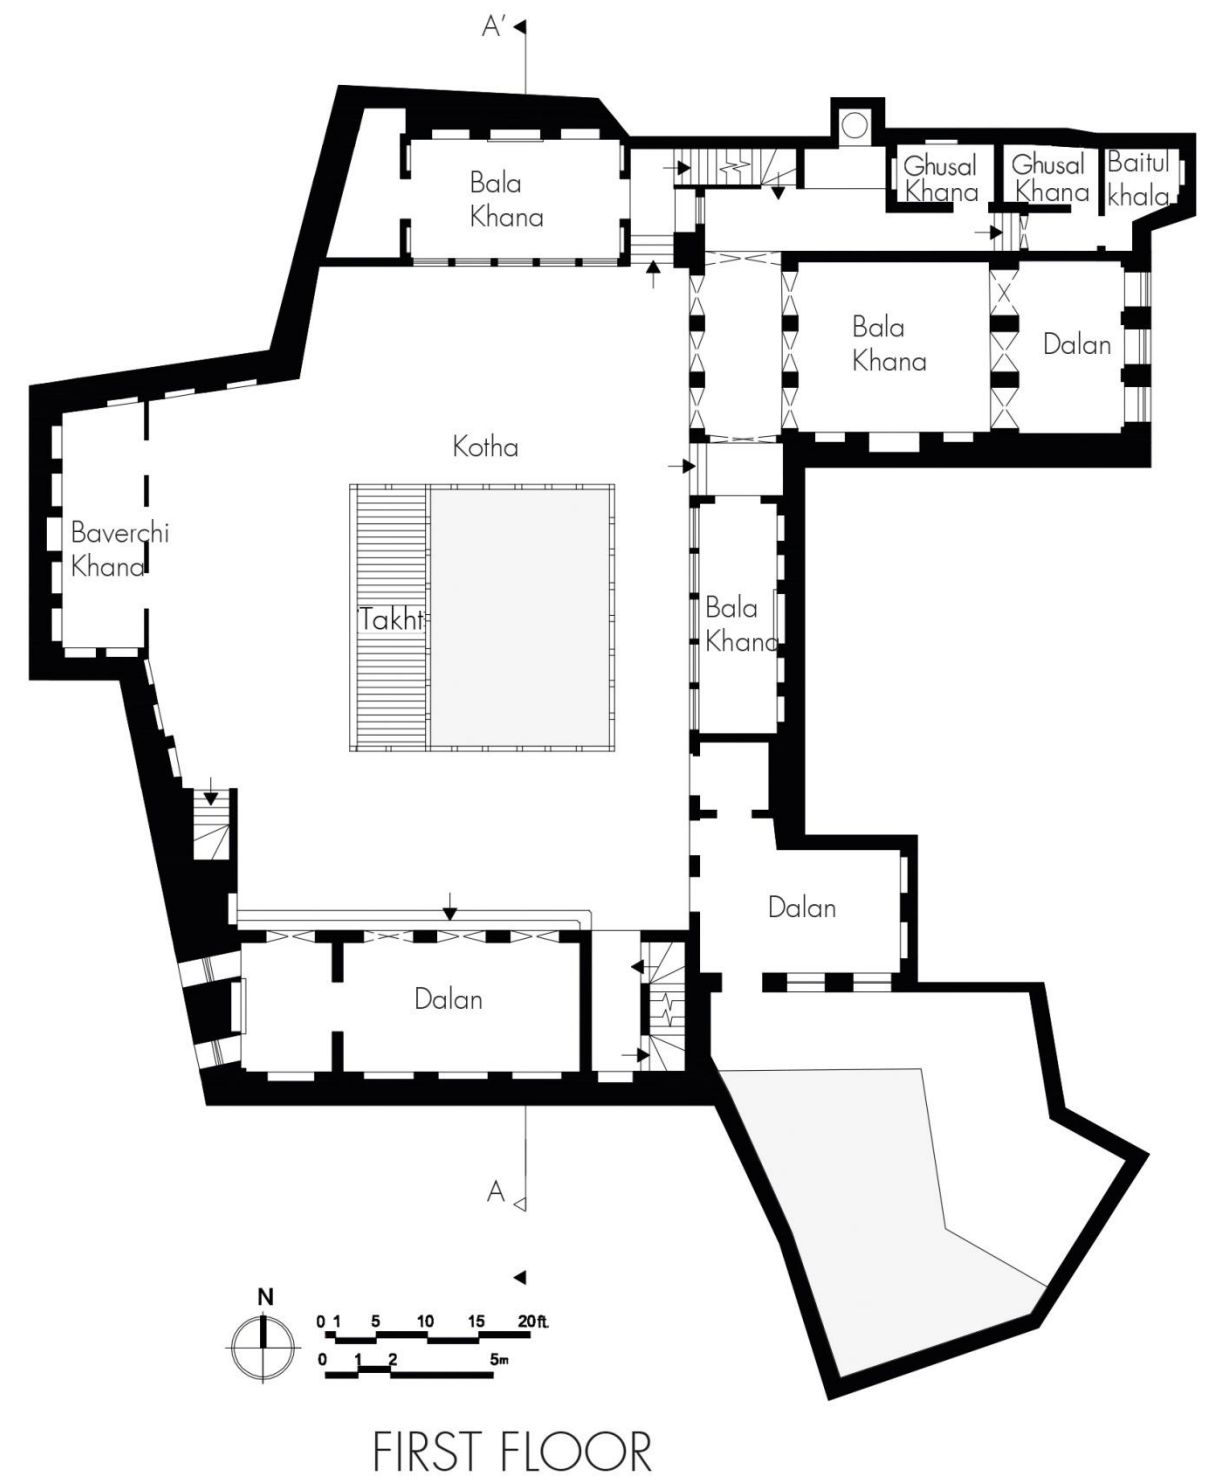 A'
Bala
Khana
Ghusal
Khana
Ghusal
Khana
Baitul
khala
Bala
Khana
Dalan
Kotha
Baverchi
Khana
Takht
Bala
Khana
Dalan
Dalan
A
N
0 1 5 10 15 20ft.
0 1 2 5m
FIRST FLOOR